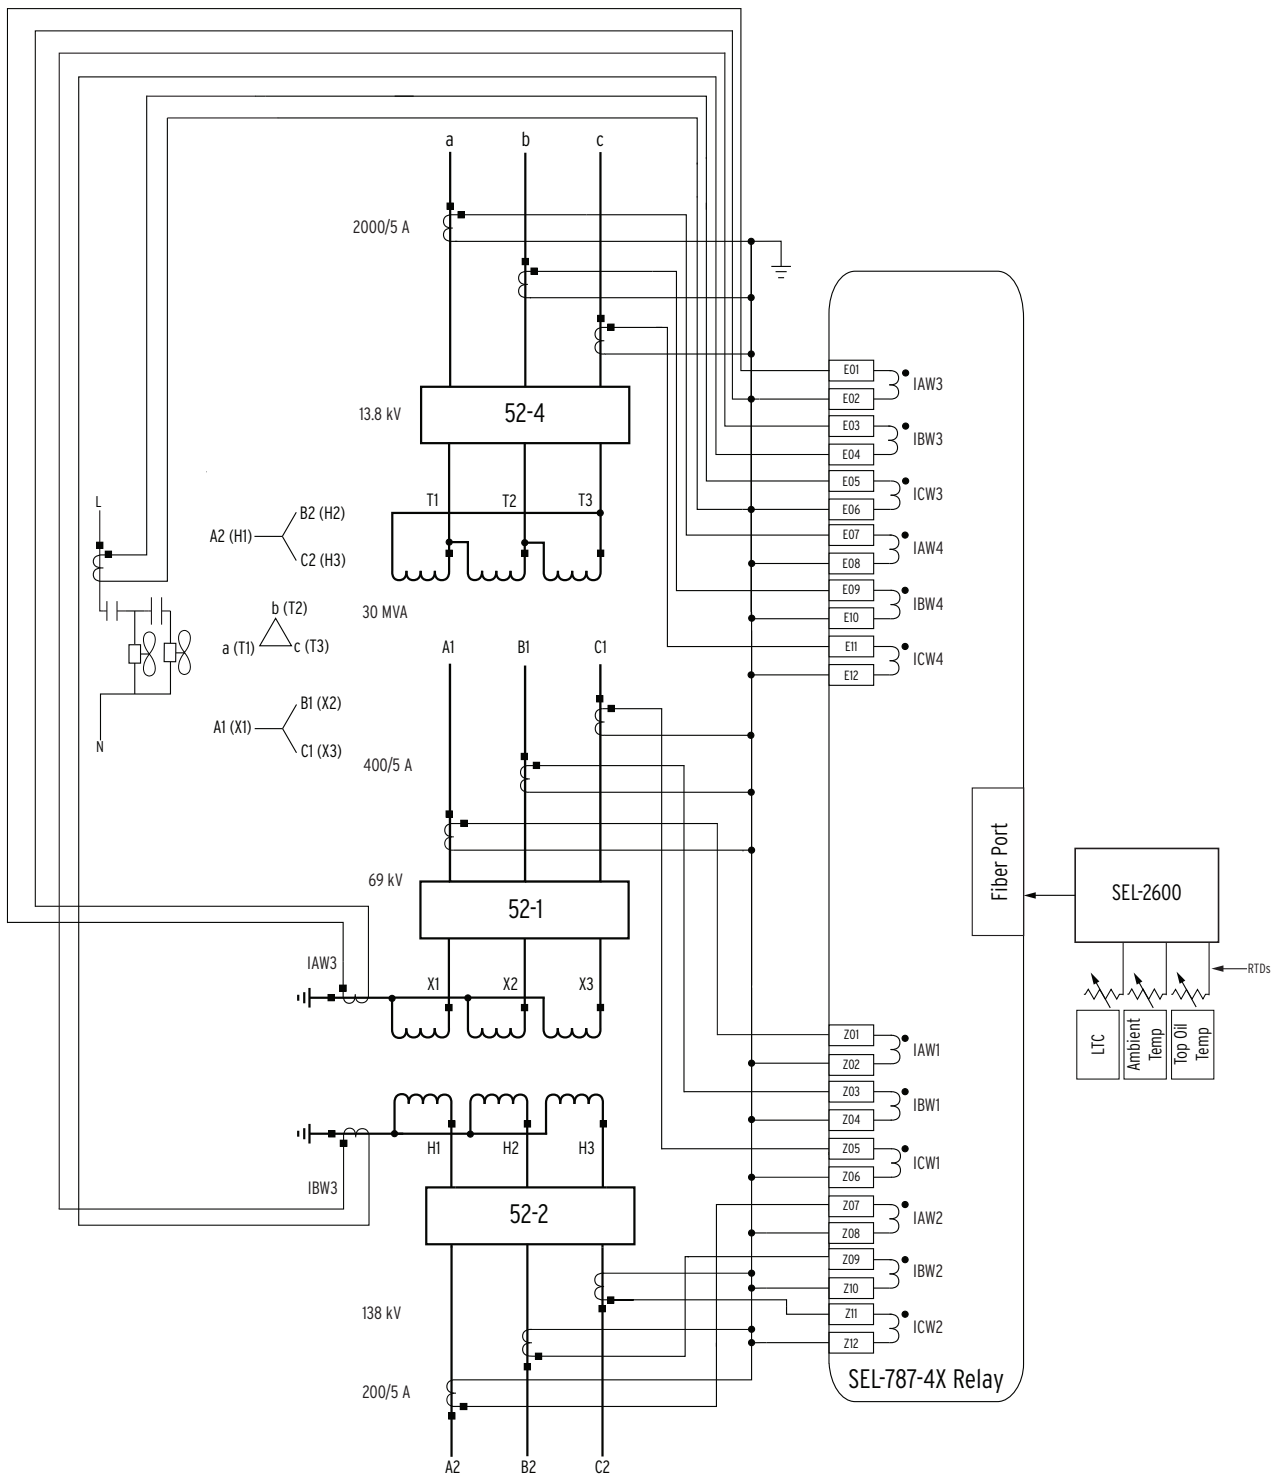 a b c
2000/5 A
13.8 kV
52-4
T1 T2 T3
L
B2 (H2)
A2 (H1)
C2 (H3)
30 MVA
b (T2)
a (T1) c (T3)
A1 B1 C1
B1 (X2)
A1 (X1)
C1 (X3)
N
400/5 A
69 kV
52-1
IAW3
X1 X2 X3
H1 H2 H3
IBW3
52-2
138 kV
200/5 A
A2 B2 C2
E01
IAW3
E02
E03
IBW3
E04
E05
ICW3
E06
E07
IAW4
E08
E09
IBW4
E10
E11
ICW4
E12
Fiber Port
SEL-2600
RTDs
LTC
Ambient
Temp
Top Oil
Temp
Z01
IAW1
Z02
Z03
IBW1
Z04
Z05
ICW1
Z06
Z07
IAW2
Z08
Z09
IBW2
Z10
Z11
ICW2
Z12
SEL-787-4X Relay